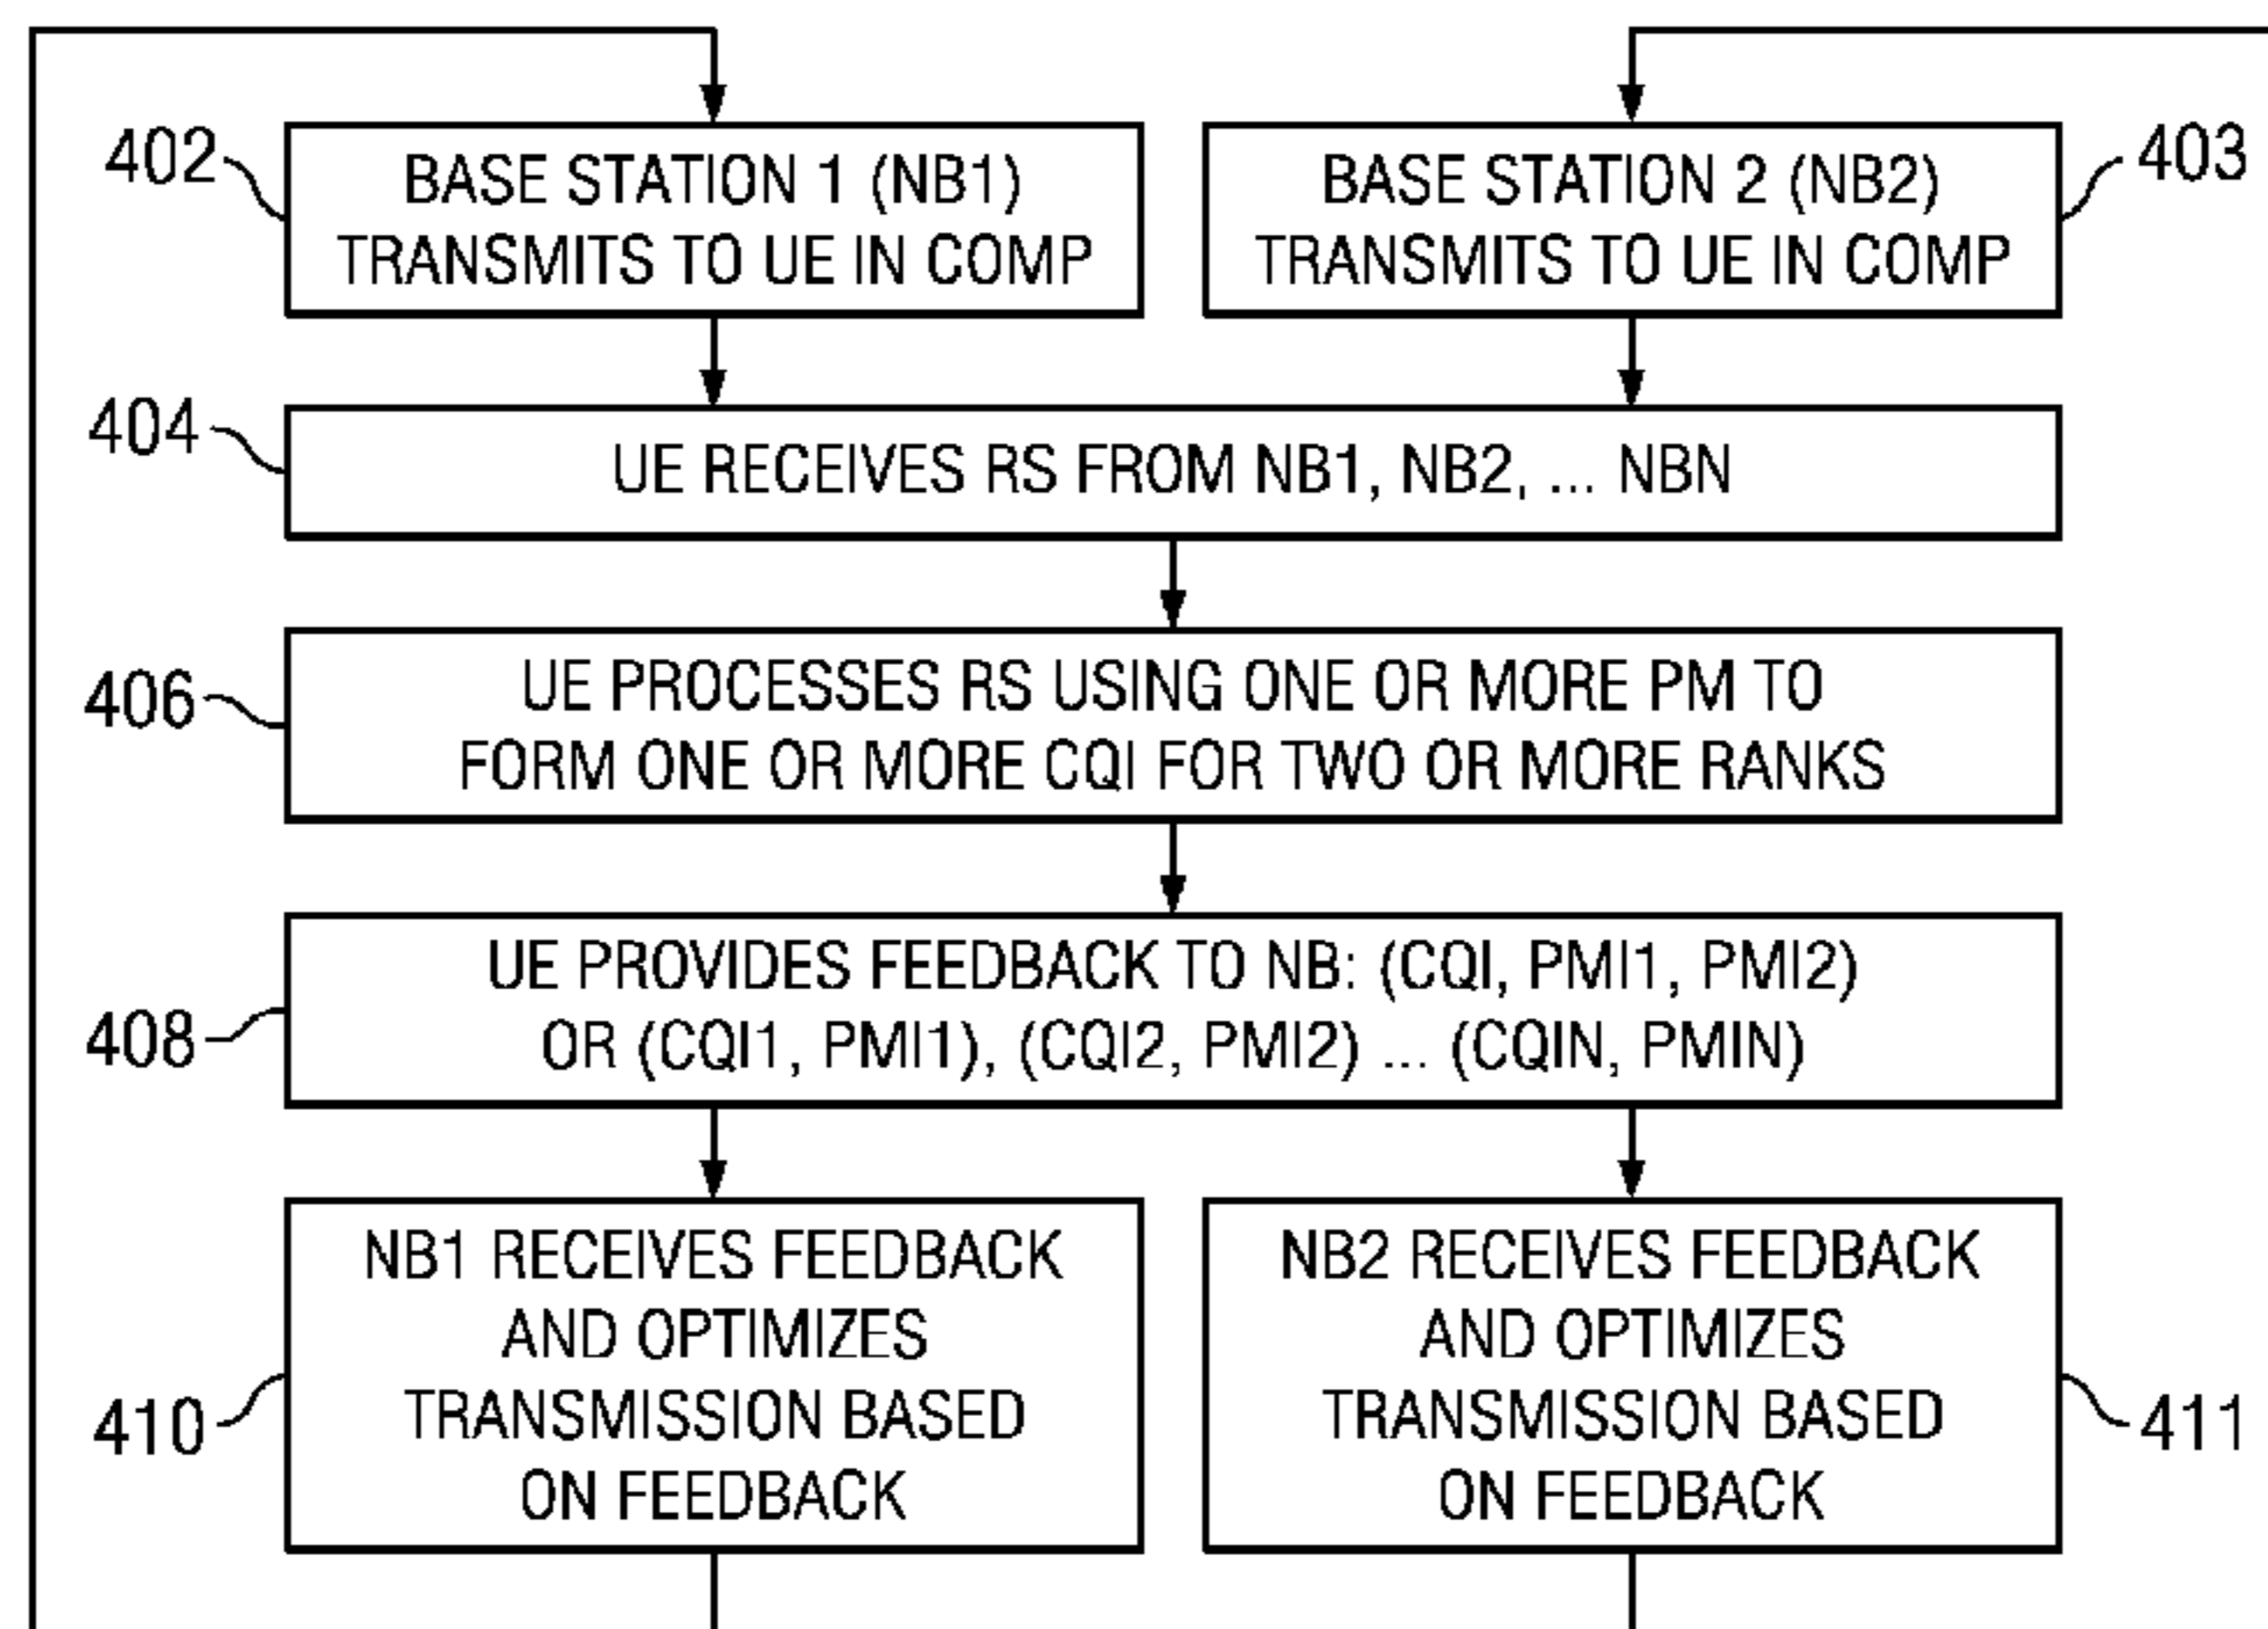 402
BASE STATION 1 (NB1)
TRANSMITS TO UE IN COMP
BASE STATION 2 (NB2)
TRANSMITS TO UE IN COMP
403
404
UE RECEIVES RS FROM NB1, NB2, ... NBN
406
UE PROCESSES RS USING ONE OR MORE PM TO
FORM ONE OR MORE CQI FOR TWO OR MORE RANKS
408
UE PROVIDES FEEDBACK TO NB: (CQI, PMI1, PMI2)
OR (CQI1, PMI1), (CQI2, PMI2) ... (CQIN, PMIN)
410
NB1 RECEIVES FEEDBACK
AND OPTIMIZES
TRANSMISSION BASED
ON FEEDBACK
NB2 RECEIVES FEEDBACK
AND OPTIMIZES
TRANSMISSION BASED
ON FEEDBACK
411